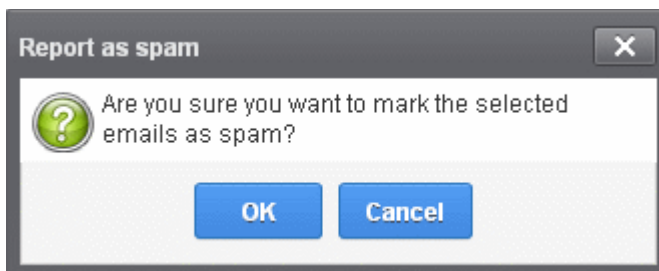 Report as spam
Are you sure you want to mark the selected
emails as spam?
OK
Cancel